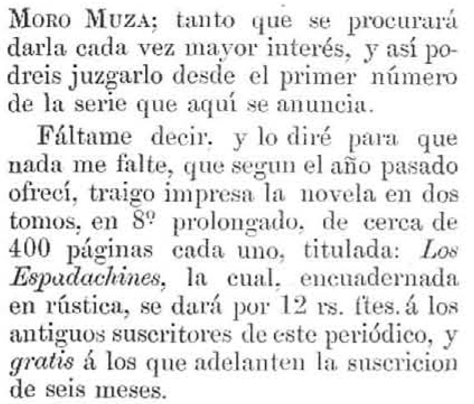 MORO MUZA; tanto que se procurará
darla cada vez mayor interés, y así po-
dreis juzgarlo desde el primer número
de la serie que aquí se anuncia.
Fáltame decir. y lo diré para que
nada me falte, que segun el año pasado
ofrecí, traigo impresa la novela en dos
tomos, en 8º prolongado, de cerca de
400 páginas cada uno, titulada: Los
Espadachines, la cual, encuadernada
en rústica, se dará por 12 rs. ftes. á los
antiguos suscritores de este periódico, y
gratis á los que adelanten la suscricion
de seis meses.